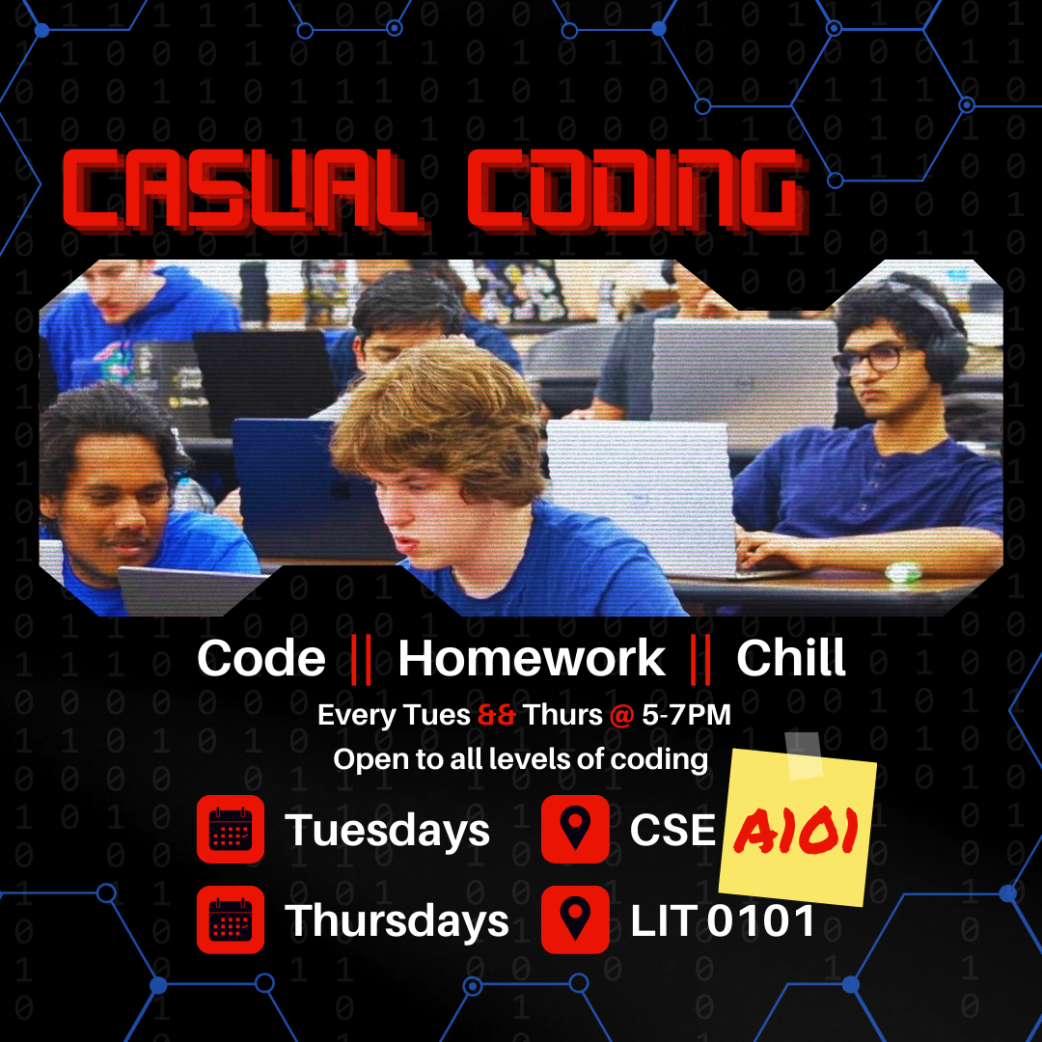 CASUAL CODING
Code || Homework || Chill
Every Tues && Thurs @ 5-7PM
Open to all levels of coding
Tuesdays CSE A101
Thursdays LIT 0101